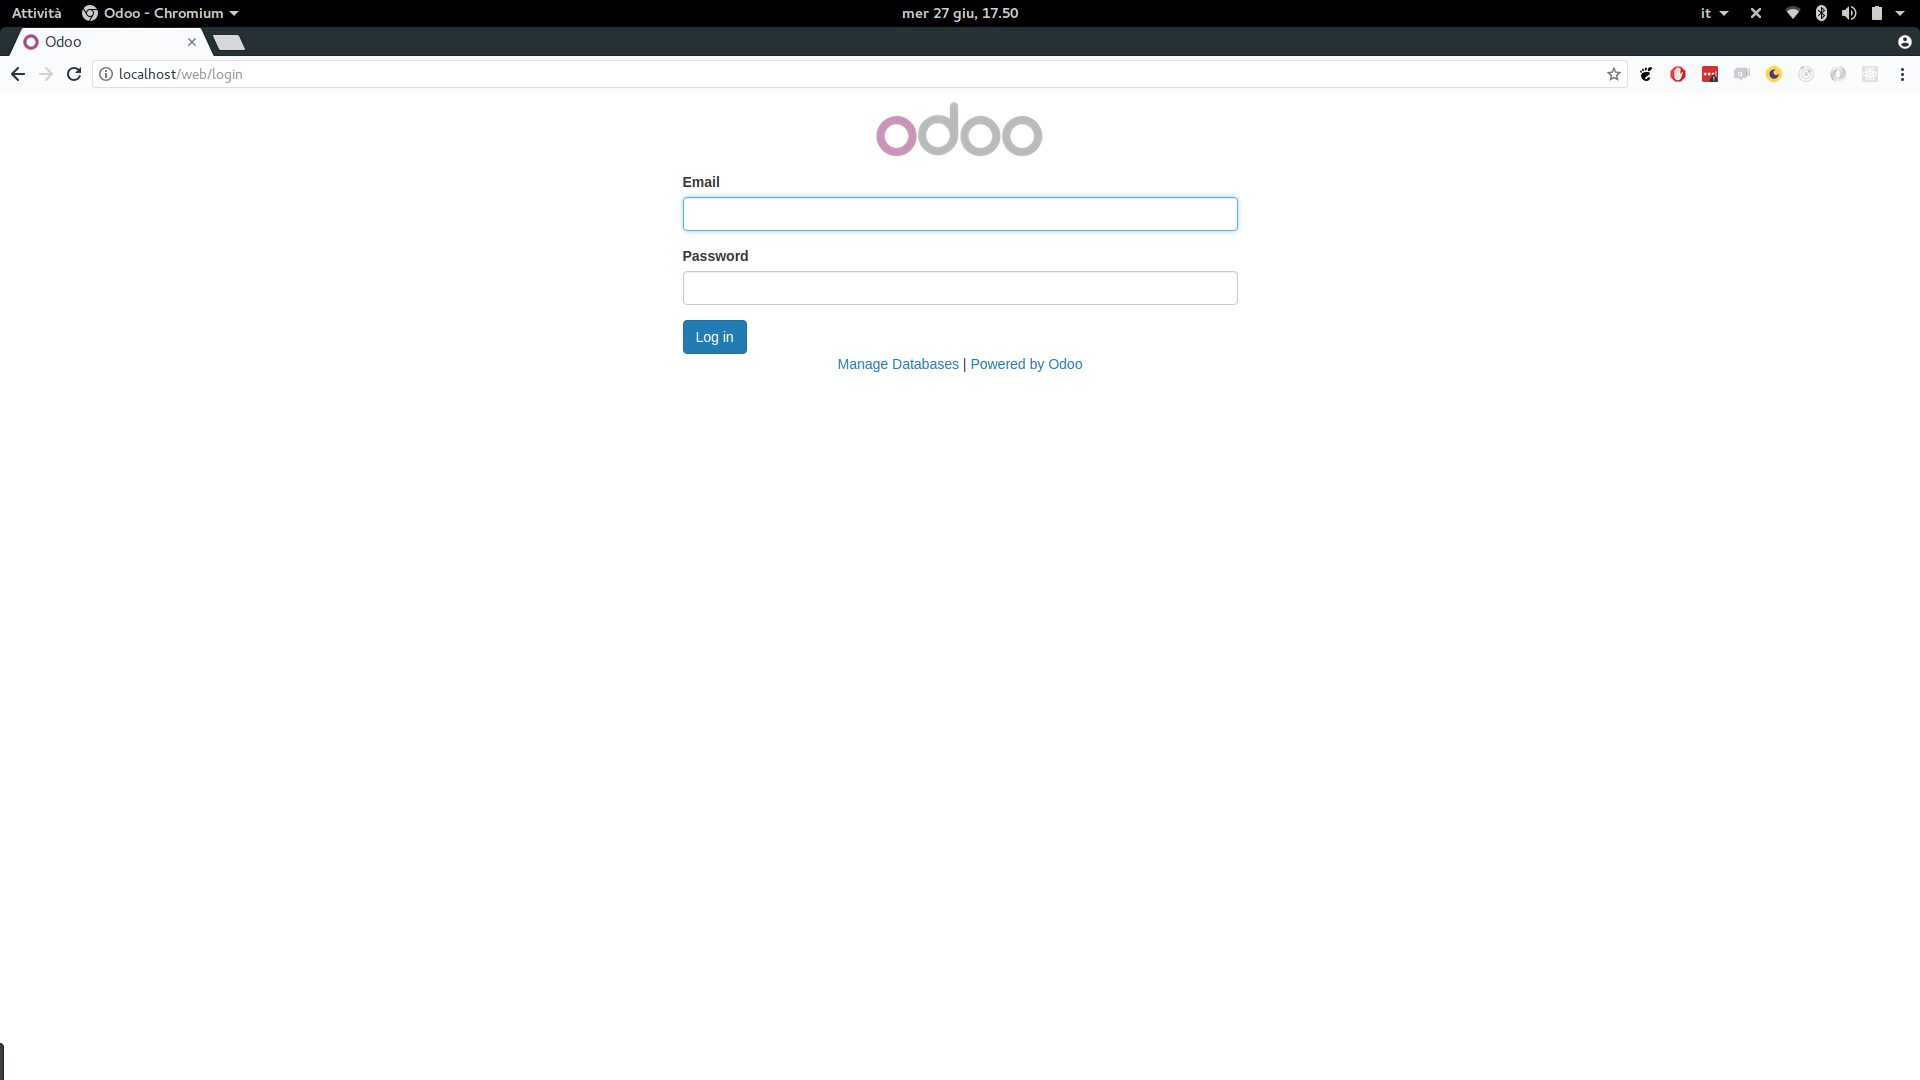 Attività Odoo - Chromium mer 27 giu, 17.50 it
Odoo
localhost/web/login
odoo
Email
Password
Log in
Manage Databases | Powered by Odoo